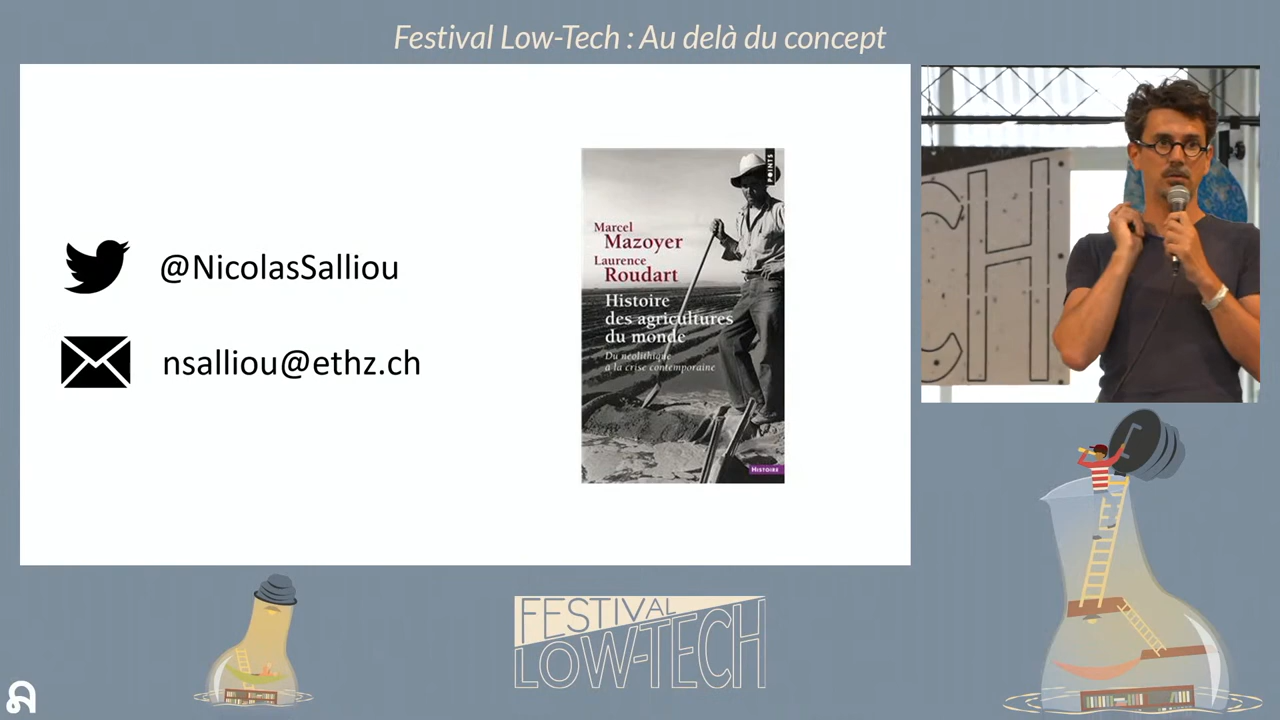 Festival Low-Tech : Au delà du concept
@NicolasSalliou
nsalliou@ethz.ch
POINTS
Marcel
Mazoyer
Laurence
Roudart
Histoire
des agricultures
du monde
Du néolithique
à la crise contemporaine
HISTOIRE
CH
FESTIVAL
LOW-TECH